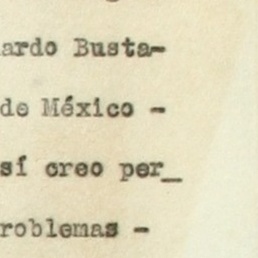 ardo Busta-
de México -
sí creo per_
roblemas -